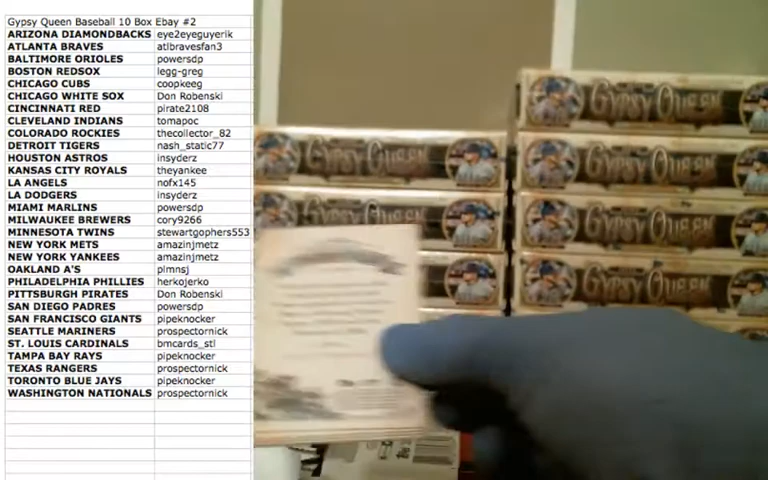 Gypsy Queen Baseball 10 Box Ebay #2
ARIZONA DIAMONDBACKS eye2eyeguyerik
ATLANTA BRAVES atlbravesfan3
BALTIMORE ORIOLES powersdp
BOSTON REDSOX legg-greg
CHICAGO CUBS coopkeeg
CHICAGO WHITE SOX Don Robenski
CINCINNATI RED pirate2108
CLEVELAND INDIANS tomapoc
COLORADO ROCKIES thecollector_82
DETROIT TIGERS nash_static77
HOUSTON ASTROS insyderz
KANSAS CITY ROYALS theyankee
LA ANGELS nofx145
LA DODGERS insyderz
MIAMI MARLINS powersdp
MILWAUKEE BREWERS cory9266
MINNESOTA TWINS stewartgophers553
NEW YORK METS amazinjmetz
NEW YORK YANKEES amazinjmetz
OAKLAND A'S plmnsj
PHILADELPHIA PHILLIES herkojerko
PITTSBURGH PIRATES Don Robenski
SAN DIEGO PADRES powersdp
SAN FRANCISCO GIANTS pipeknocker
SEATTLE MARINERS prospectornick
ST. LOUIS CARDINALS bmcards_stl
TAMPA BAY RAYS pipeknocker
TEXAS RANGERS prospectornick
TORONTO BLUE JAYS pipeknocker
WASHINGTON NATIONALS prospectornick
GYPSY QUEEN
GYPSY QUEEN
GYPSY QUEEN
GYPSY QUEEN
GYPSY QUEEN
GYPSY QUEEN
GYPSY QUEEN